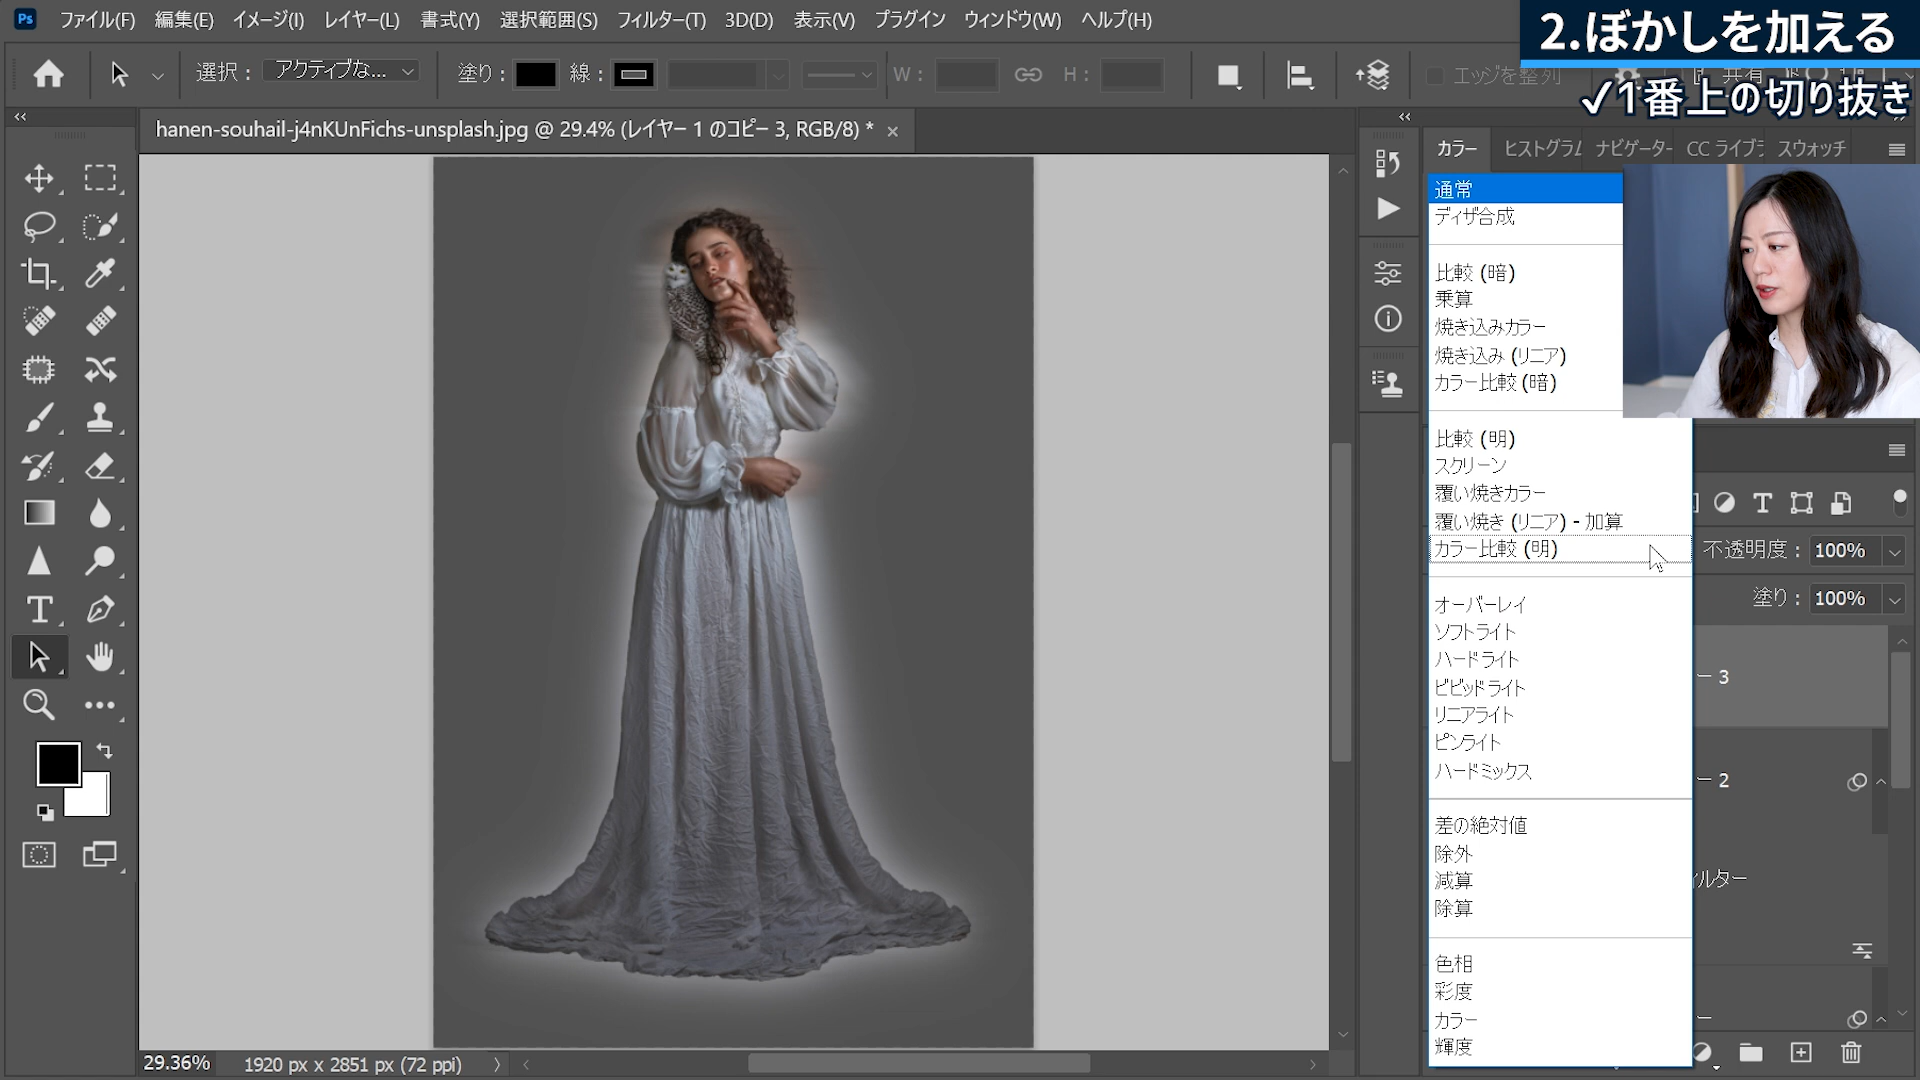 Ps ファイル(F) 編集(E) イメージ(I) レイヤー(L) 書式(Y) 選択範囲(S) フィルター(T) 3D(D) 表示(V) プラグイン ウィンドウ(W) ヘルプ(H)
2.ぼかしを加える
✓1番上の切り抜き
選択： アクティブな... 塗り： 線： W： H： エッジを整列 共有
hanen-souhail-j4nKUnFichs-unsplash.jpg @ 29.4% (レイヤー 1 のコピー 3, RGB/8) *
カラー ヒストグラム ナビゲーター CC ライブラ スウォッチ
通常
ディザ合成
比較 (暗)
乗算
焼き込みカラー
焼き込み (リニア)
カラー比較 (暗)
比較 (明)
スクリーン
覆い焼きカラー
覆い焼き (リニア) - 加算
カラー比較 (明)
オーバーレイ
ソフトライト
ハードライト
ビビッドライト
リニアライト
ピンライト
ハードミックス
差の絶対値
除外
減算
除算
色相
彩度
カラー
輝度
不透明度： 100%
塗り： 100%
ー 3
ー 2
ィルター
ー
29.36% 1920 px x 2851 px (72 ppi)